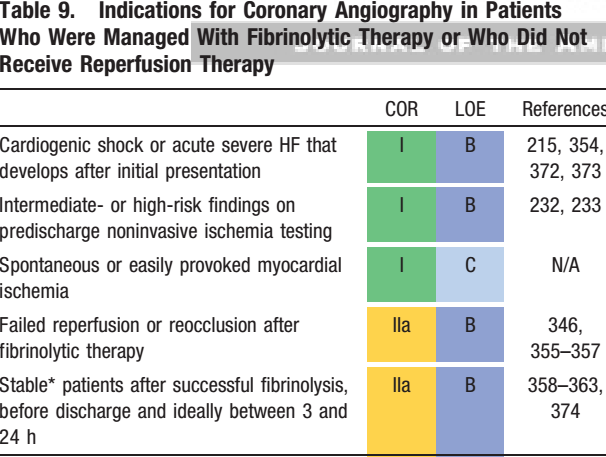 Table 9. Indications for Coronary Angiography in Patients
Who Were Managed With Fibrinolytic Therapy or Who Did Not
Receive Reperfusion Therapy
COR LOE References
Cardiogenic shock or acute severe HF that I B 215, 354,
develops after initial presentation 372, 373
Intermediate- or high-risk findings on I B 232, 233
predischarge noninvasive ischemia testing
Spontaneous or easily provoked myocardial I C N/A
ischemia
Failed reperfusion or reocclusion after IIa B 346,
fibrinolytic therapy 355–357
Stable* patients after successful fibrinolysis, IIa B 358–363,
before discharge and ideally between 3 and 374
24 h